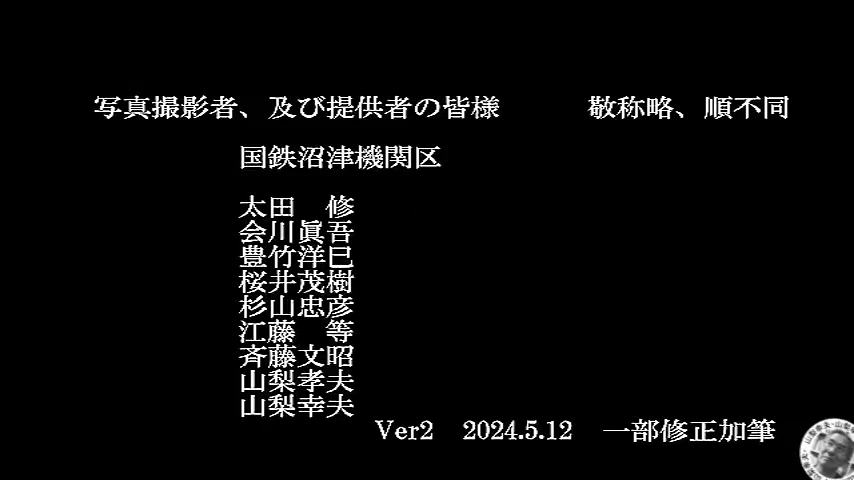 写真撮影者、及び提供者の皆様　　　敬称略、順不同
国鉄沼津機関区
太田　修
会川眞吾
豊竹洋巳
桜井茂樹
杉山忠彦
江藤　等
斉藤文昭
山梨孝夫
山梨幸夫
Ver2　2024.5.12　一部修正加筆